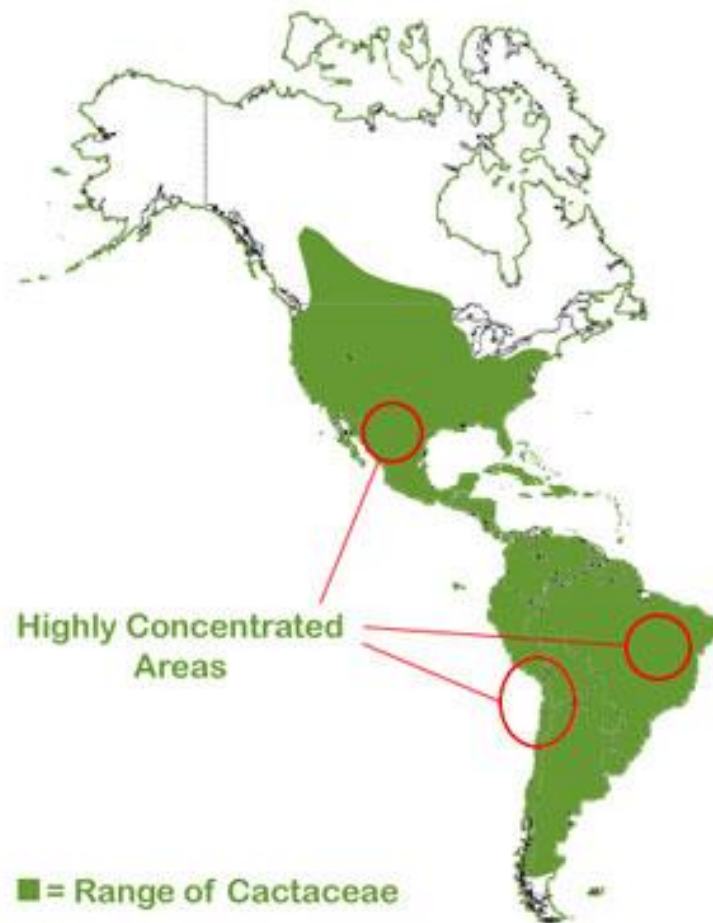 Highly Concentrated
Areas
= Range of Cactaceae